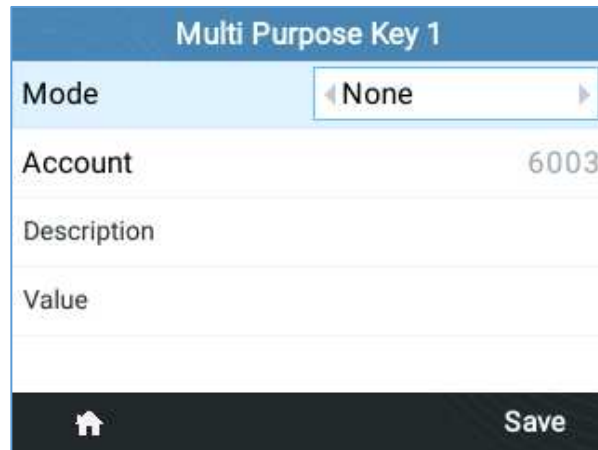 Multi Purpose Key 1
Mode None
Account 6003
Description
Value
Save